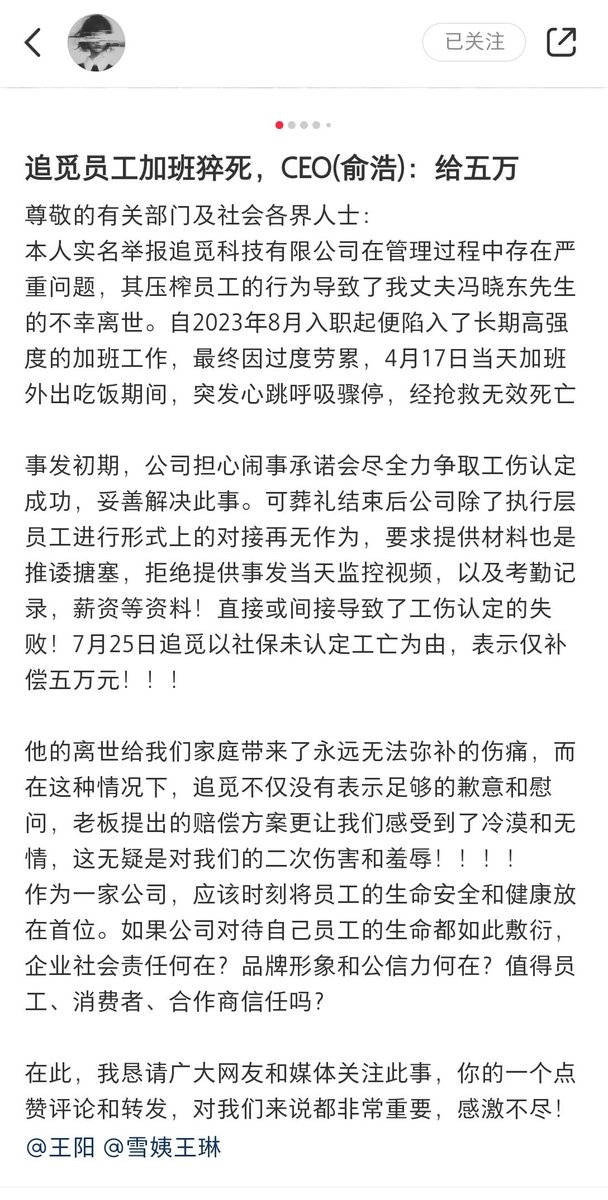 已关注
追觅员工加班猝死，CEO(俞浩)：给五万
尊敬的有关部门及社会各界人士：
本人实名举报追觅科技有限公司在管理过程中存在严
重问题，其压榨员工的行为导致了我丈夫冯晓东先生
的不幸离世。自2023年8月入职起便陷入了长期高强
度的加班工作，最终因过度劳累，4月17日当天加班
外出吃饭期间，突发心跳呼吸骤停，经抢救无效死亡
事发初期，公司担心闹事承诺会尽全力争取工伤认定
成功，妥善解决此事。可葬礼结束后公司除了执行层
员工进行形式上的对接再无作为，要求提供材料也是
推诿搪塞，拒绝提供事发当天监控视频，以及考勤记
录，薪资等资料！直接或间接导致了工伤认定的失
败！7月25日追觅以社保未认定工亡为由，表示仅补
偿五万元！！！
他的离世给我们家庭带来了永远无法弥补的伤痛，而
在这种情况下，追觅不仅没有表示足够的歉意和慰
问，老板提出的赔偿方案更让我们感受到了冷漠和无
情，这无疑是对我们的二次伤害和羞辱！！！！
作为一家公司，应该时刻将员工的生命安全和健康放
在首位。如果公司对待自己员工的生命都如此敷衍，
企业社会责任何在？品牌形象和公信力何在？值得员
工、消费者、合作商信任吗？
在此，我恳请广大网友和媒体关注此事，你的一个点
赞评论和转发，对我们来说都非常重要，感激不尽！
@王阳 @雪姨王琳